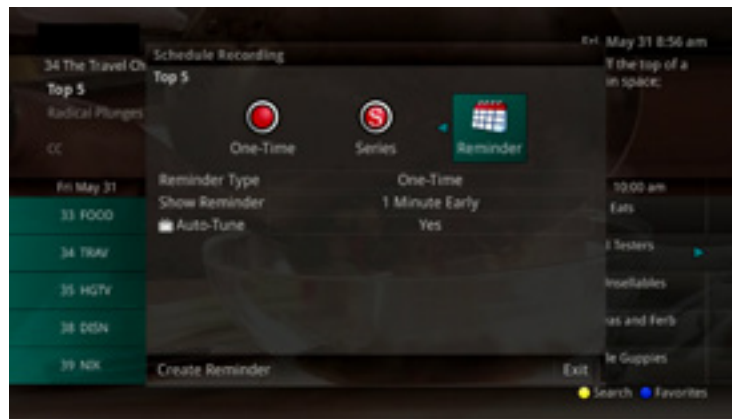 Fri May 31 8:56 am
34 The Travel Ch
Top 5
Radical Plunges
CC
ff the top of a
in space;
Schedule Recording
Top 5
One-Time
S
Series
Reminder
Reminder Type One-Time
Show Reminder 1 Minute Early
Auto-Tune Yes
Create Reminder Exit
Fri May 31 10:00 am
33 FOOD Eats
34 TRAV l Testers
35 HGTV Unsellables
38 DISN as and Ferb
39 NIK le Guppies
Search Favorites